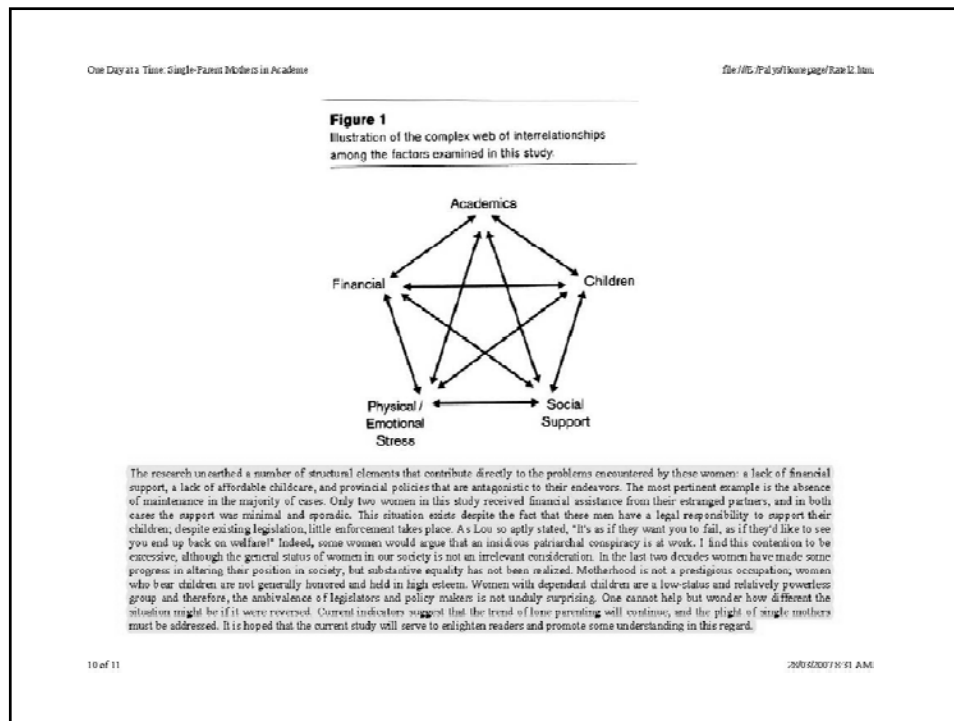 One Day at a Time: Single-Parent Mothers in Academe
file:///E:/Palys/Homepage/Ratel2.htm
Figure 1
Illustration of the complex web of interrelationships
among the factors examined in this study.
Academics
Financial
Children
Physical /
Emotional
Stress
Social
Support
The research unearthed a number of structural elements that contribute directly to the problems encountered by these women: a lack of financial
support, a lack of affordable childcare, and provincial policies that are antagonistic to their endeavors. The most pertinent example is the absence
of maintenance in the majority of cases. Only two women in this study received financial assistance from their estranged partners, and in both
cases the support was minimal and sporadic. This situation exists despite the fact that these men have a legal responsibility to support their
children; despite existing legislation, little enforcement takes place. As Lou so aptly stated, "It's as if they want you to fail, as if they'd like to see
you end up back on welfare!" Indeed, some women would argue that an insidious patriarchal conspiracy is at work. I find this contention to be
excessive, although the general status of women in our society is not an irrelevant consideration. In the last two decades women have made some
progress in altering their position in society, but substantive equality has not been realized. Motherhood is not a prestigious occupation; women
who bear children are not generally honored and held in high esteem. Women with dependent children are a low-status and relatively powerless
group and therefore, the ambivalence of legislators and policy makers is not unduly surprising. One cannot help but wonder how different the
situation might be if it were reversed. Current indicators suggest that the trend of lone parenting will continue, and the plight of single mothers
must be addressed. It is hoped that the current study will serve to enlighten readers and promote some understanding in this regard.
10 of 11
28/03/2007 8:31 AM